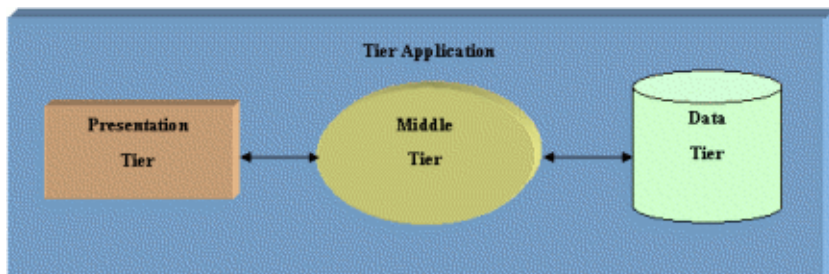 Tier Application
Presentation
Tier
Middle
Tier
Data
Tier